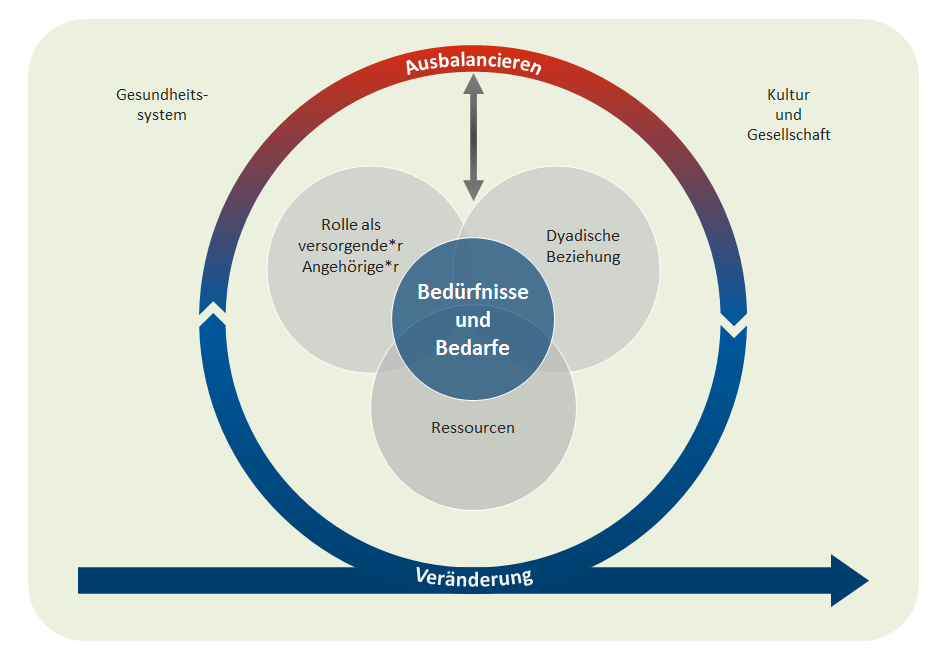 Ausbalancieren
Gesundheits-
system
Kultur
und
Gesellschaft
Rolle als
versorgende*r
Angehörige*r
Dyadische
Beziehung
Bedürfnisse
und
Bedarfe
Ressourcen
Veränderung